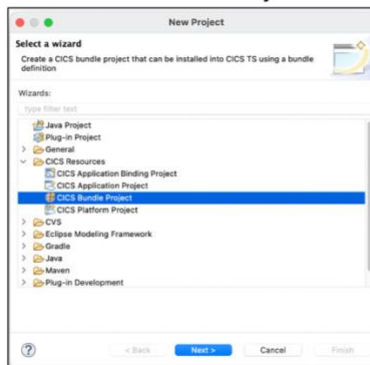 New Project
Select a wizard
Create a CICS bundle project that can be installed into CICS TS using a bundle
definition
Wizards:
type filter text
Java Project
Plug-in Project
General
CICS Resources
CICS Application Binding Project
CICS Application Project
CICS Bundle Project
CICS Platform Project
CVS
Eclipse Modeling Framework
Gradle
Java
Maven
Plug-in Development
? < Back Next > Cancel Finish